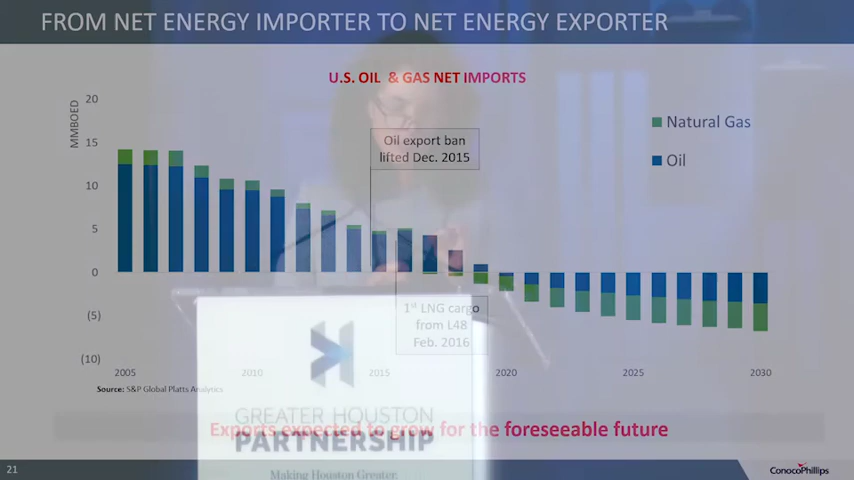 FROM NET ENERGY IMPORTER TO NET ENERGY EXPORTER
U.S. OIL & GAS NET IMPORTS
MMBOED
20
15
10
5
0
(5)
(10)
Natural Gas
Oil
Oil export ban
lifted Dec. 2015
1st LNG cargo
from L48
Feb. 2016
2005
2010
2015
2020
2025
2030
Source: S&P Global Platts Analytics
Exports expected to grow for the foreseeable future
GREATER HOUSTON
PARTNERSHIP
Making Houston Greater.
21
ConocoPhillips